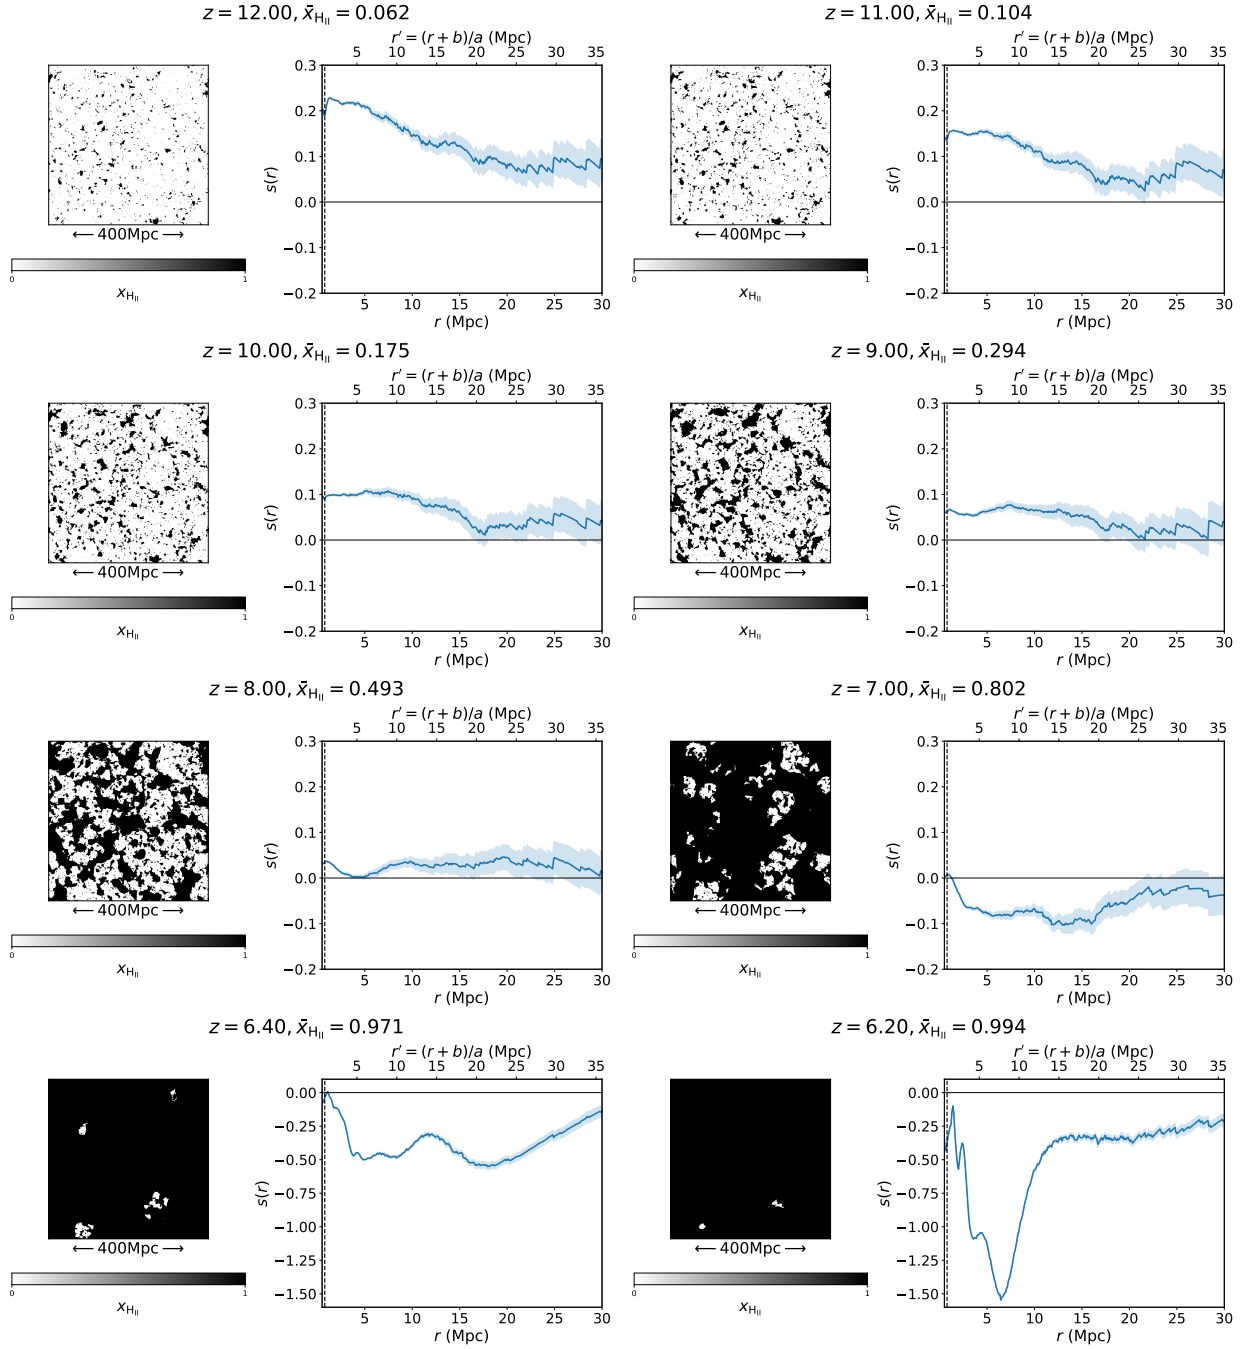 z = 12.00, x̄_HII = 0.062
r′ = (r + b)/a (Mpc)
5 10 15 20 25 30 35
0.3
0.2
0.1
0.0
−0.1
−0.2
s(r)
5 10 15 20 25 30
r (Mpc)
⟵ 400Mpc ⟶
0 1
x_HII
z = 11.00, x̄_HII = 0.104
r′ = (r + b)/a (Mpc)
5 10 15 20 25 30 35
0.3
0.2
0.1
0.0
−0.1
−0.2
s(r)
5 10 15 20 25 30
r (Mpc)
⟵ 400Mpc ⟶
0 1
x_HII
z = 10.00, x̄_HII = 0.175
r′ = (r + b)/a (Mpc)
5 10 15 20 25 30 35
0.3
0.2
0.1
0.0
−0.1
−0.2
s(r)
5 10 15 20 25 30
r (Mpc)
⟵ 400Mpc ⟶
0 1
x_HII
z = 9.00, x̄_HII = 0.294
r′ = (r + b)/a (Mpc)
5 10 15 20 25 30 35
0.3
0.2
0.1
0.0
−0.1
−0.2
s(r)
5 10 15 20 25 30
r (Mpc)
⟵ 400Mpc ⟶
0 1
x_HII
z = 8.00, x̄_HII = 0.493
r′ = (r + b)/a (Mpc)
5 10 15 20 25 30 35
0.3
0.2
0.1
0.0
−0.1
−0.2
s(r)
5 10 15 20 25 30
r (Mpc)
⟵ 400Mpc ⟶
0 1
x_HII
z = 7.00, x̄_HII = 0.802
r′ = (r + b)/a (Mpc)
5 10 15 20 25 30 35
0.3
0.2
0.1
0.0
−0.1
−0.2
s(r)
5 10 15 20 25 30
r (Mpc)
⟵ 400Mpc ⟶
0 1
x_HII
z = 6.40, x̄_HII = 0.971
r′ = (r + b)/a (Mpc)
5 10 15 20 25 30 35
0.00
−0.25
−0.50
−0.75
−1.00
−1.25
−1.50
s(r)
5 10 15 20 25 30
r (Mpc)
⟵ 400Mpc ⟶
0 1
x_HII
z = 6.20, x̄_HII = 0.994
r′ = (r + b)/a (Mpc)
5 10 15 20 25 30 35
0.00
−0.25
−0.50
−0.75
−1.00
−1.25
−1.50
s(r)
5 10 15 20 25 30
r (Mpc)
⟵ 400Mpc ⟶
0 1
x_HII